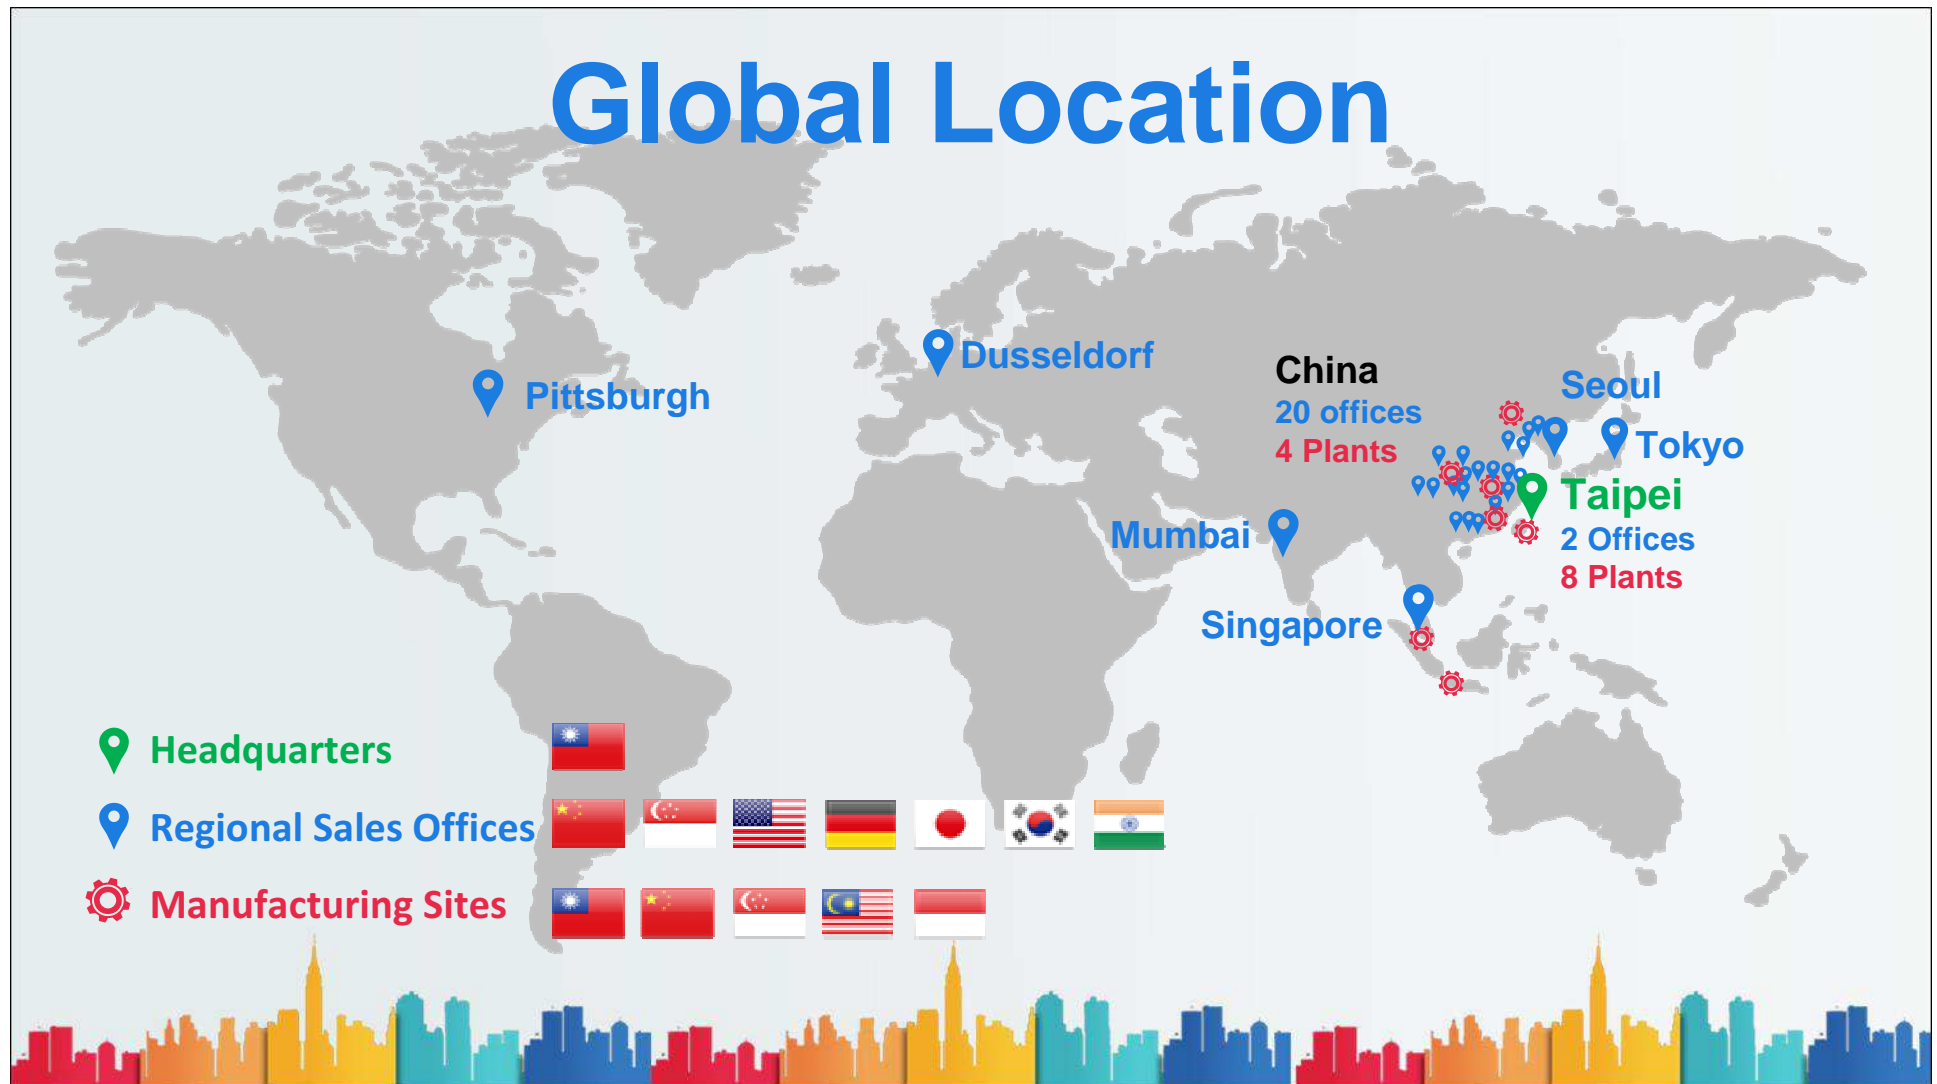 Global Location
Pittsburgh
Dusseldorf
China
20 offices
4 Plants
Seoul
Tokyo
Taipei
2 Offices
8 Plants
Mumbai
Singapore
Headquarters
Regional Sales Offices
Manufacturing Sites